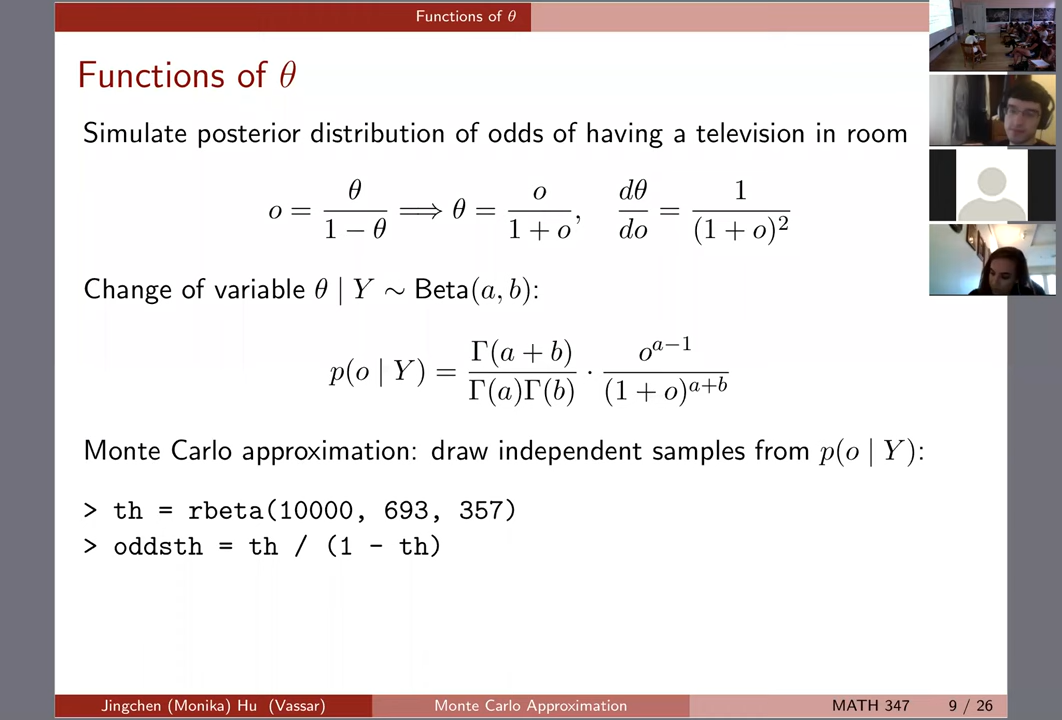 Functions of θ
Functions of θ
Simulate posterior distribution of odds of having a television in room
o = θ / (1 − θ) ⟹ θ = o / (1 + o), dθ/do = 1 / (1 + o)²
Change of variable θ | Y ∼ Beta(a, b):
p(o | Y) = Γ(a + b) / Γ(a)Γ(b) · o^{a−1} / (1 + o)^{a+b}
Monte Carlo approximation: draw independent samples from p(o | Y):
> th = rbeta(10000, 693, 357)
> oddsth = th / (1 - th)
Jingchen (Monika) Hu (Vassar) Monte Carlo Approximation MATH 347 9 / 26